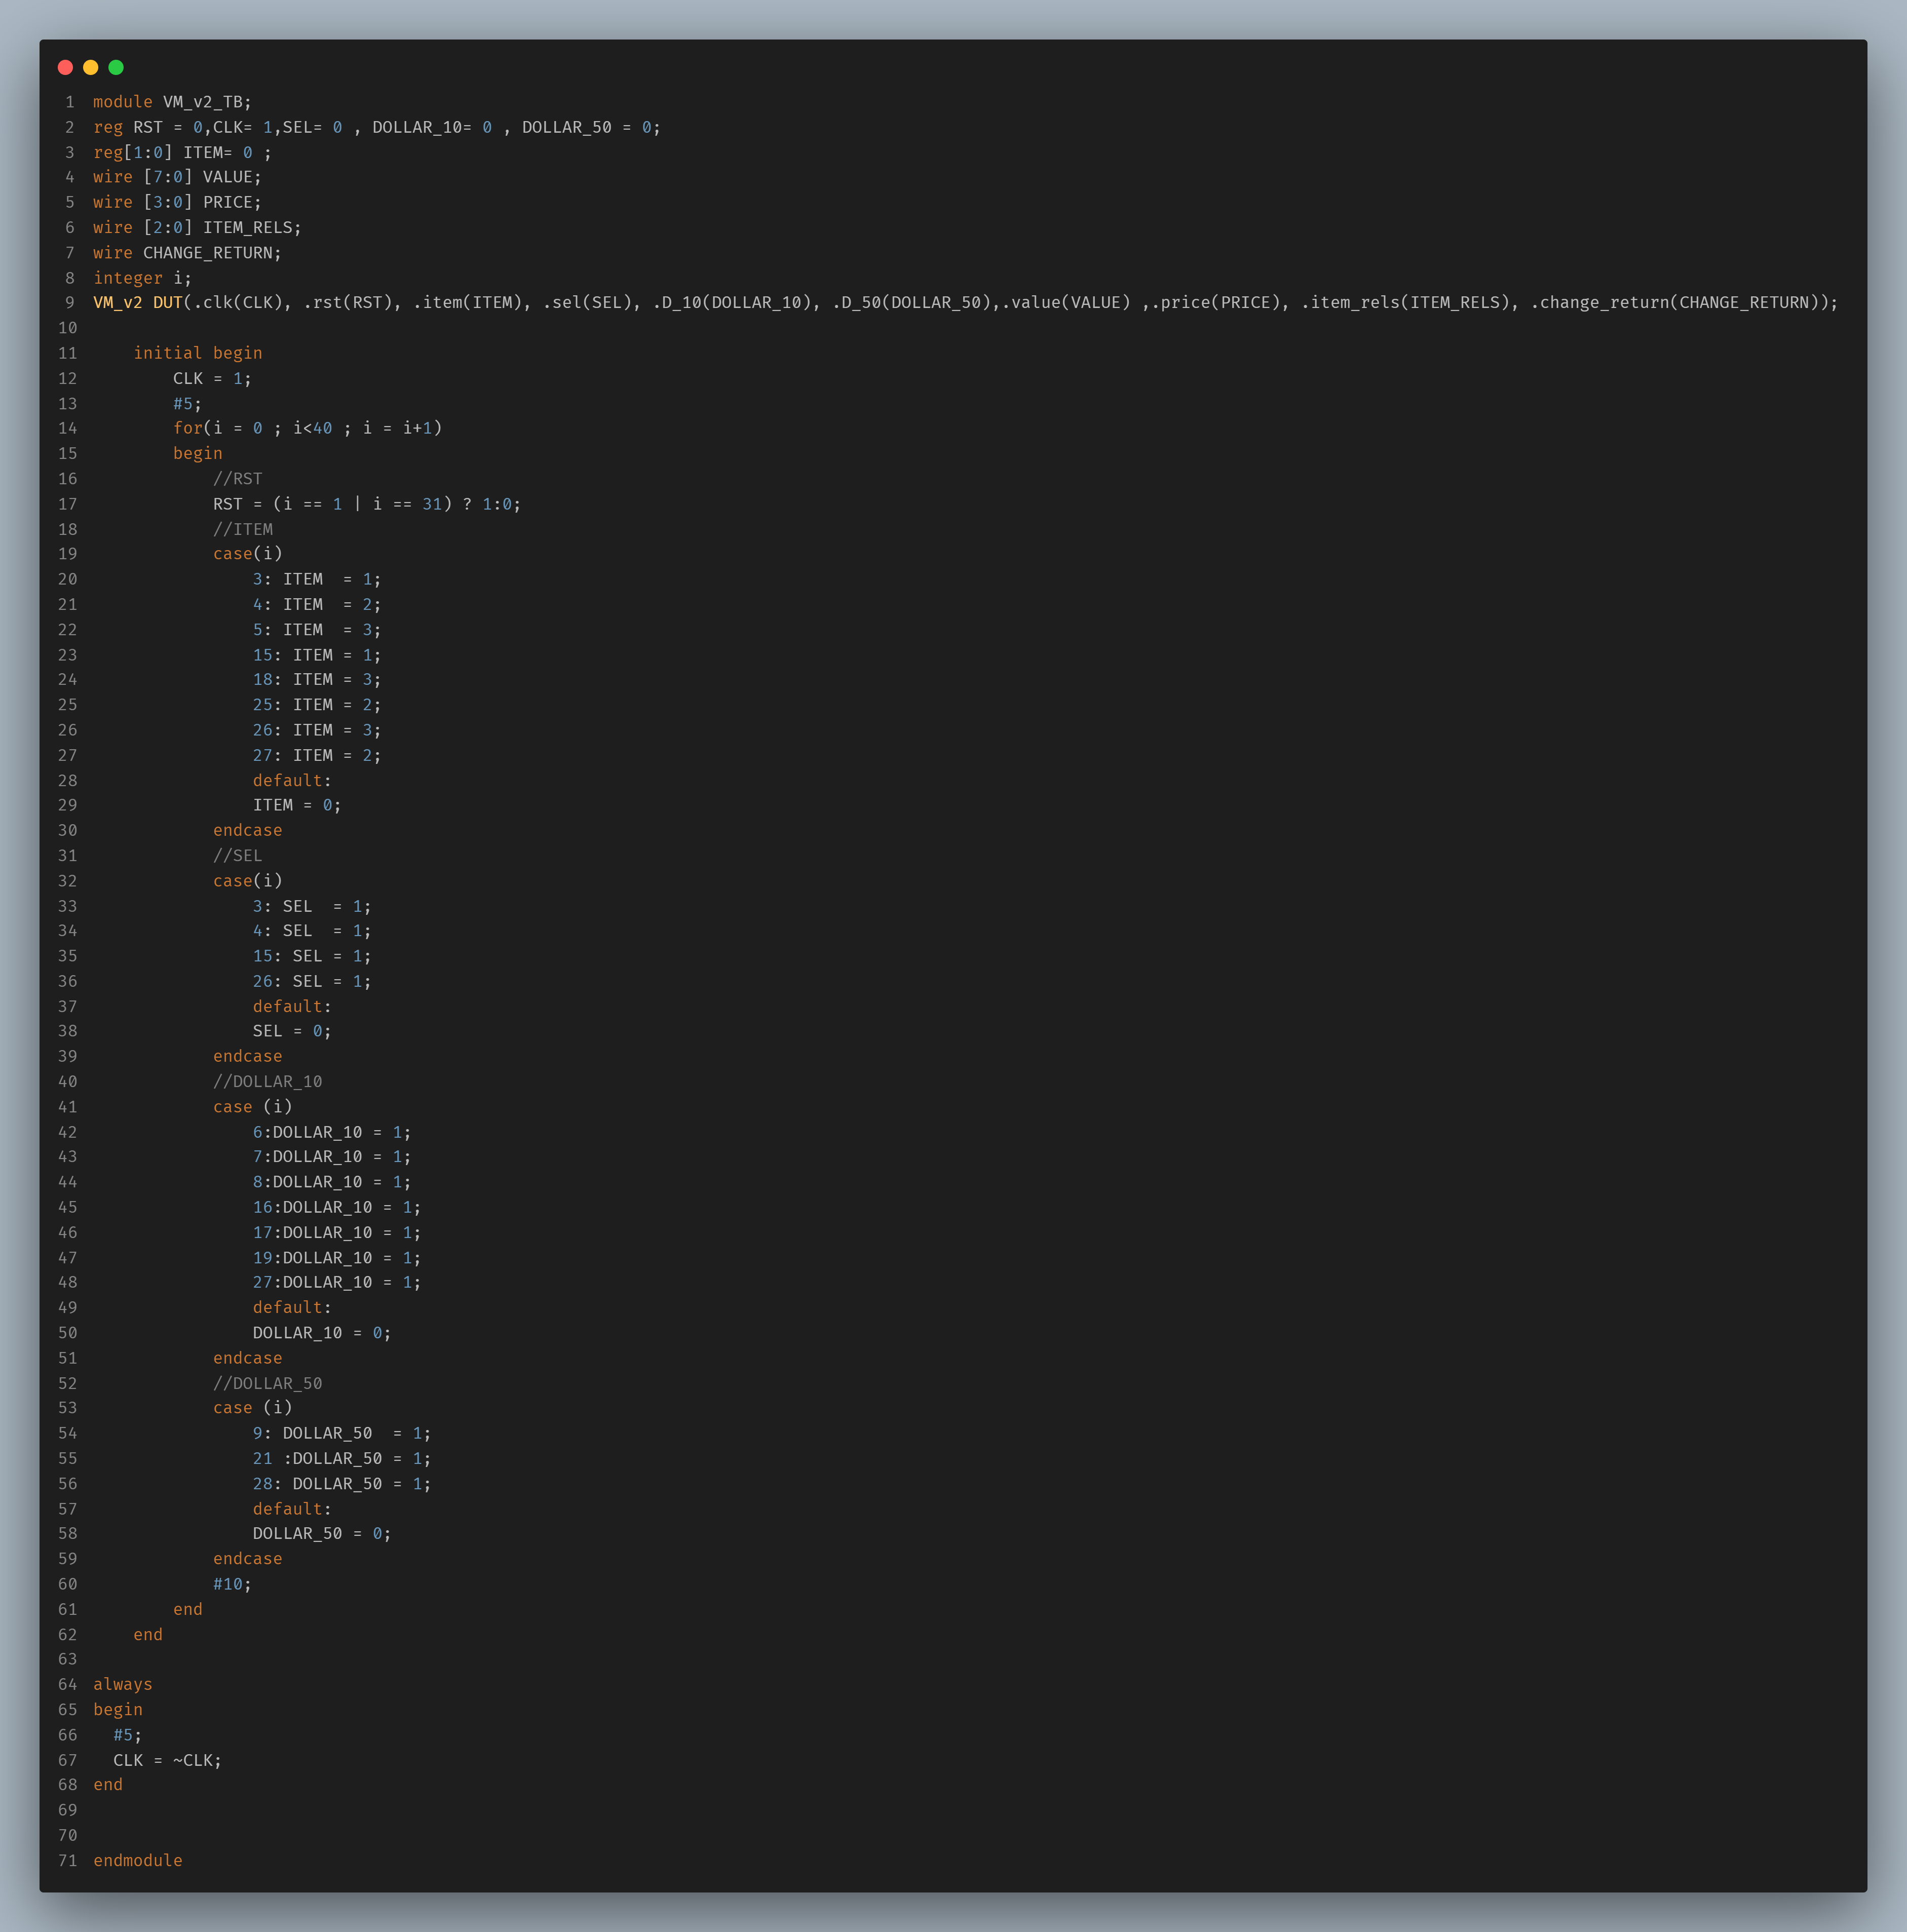 1 module VM_v2_TB;
2 reg RST = 0,CLK= 1,SEL= 0 , DOLLAR_10= 0 , DOLLAR_50 = 0;
3 reg[1:0] ITEM= 0 ;
4 wire [7:0] VALUE;
5 wire [3:0] PRICE;
6 wire [2:0] ITEM_RELS;
7 wire CHANGE_RETURN;
8 integer i;
9 VM_v2 DUT(.clk(CLK), .rst(RST), .item(ITEM), .sel(SEL), .D_10(DOLLAR_10), .D_50(DOLLAR_50),.value(VALUE) ,.price(PRICE), .item_rels(ITEM_RELS), .change_return(CHANGE_RETURN));
10
11     initial begin
12         CLK = 1;
13         #5;
14         for(i = 0 ; i<40 ; i = i+1)
15         begin
16             //RST
17             RST = (i == 1 | i == 31) ? 1:0;
18             //ITEM
19             case(i)
20                 3: ITEM  = 1;
21                 4: ITEM  = 2;
22                 5: ITEM  = 3;
23                 15: ITEM = 1;
24                 18: ITEM = 3;
25                 25: ITEM = 2;
26                 26: ITEM = 3;
27                 27: ITEM = 2;
28                 default:
29                 ITEM = 0;
30             endcase
31             //SEL
32             case(i)
33                 3: SEL  = 1;
34                 4: SEL  = 1;
35                 15: SEL = 1;
36                 26: SEL = 1;
37                 default:
38                 SEL = 0;
39             endcase
40             //DOLLAR_10
41             case (i)
42                 6:DOLLAR_10 = 1;
43                 7:DOLLAR_10 = 1;
44                 8:DOLLAR_10 = 1;
45                 16:DOLLAR_10 = 1;
46                 17:DOLLAR_10 = 1;
47                 19:DOLLAR_10 = 1;
48                 27:DOLLAR_10 = 1;
49                 default:
50                 DOLLAR_10 = 0;
51             endcase
52             //DOLLAR_50
53             case (i)
54                 9: DOLLAR_50  = 1;
55                 21 :DOLLAR_50 = 1;
56                 28: DOLLAR_50 = 1;
57                 default:
58                 DOLLAR_50 = 0;
59             endcase
60             #10;
61         end
62     end
63
64 always
65 begin
66   #5;
67   CLK = ~CLK;
68 end
69
70
71 endmodule